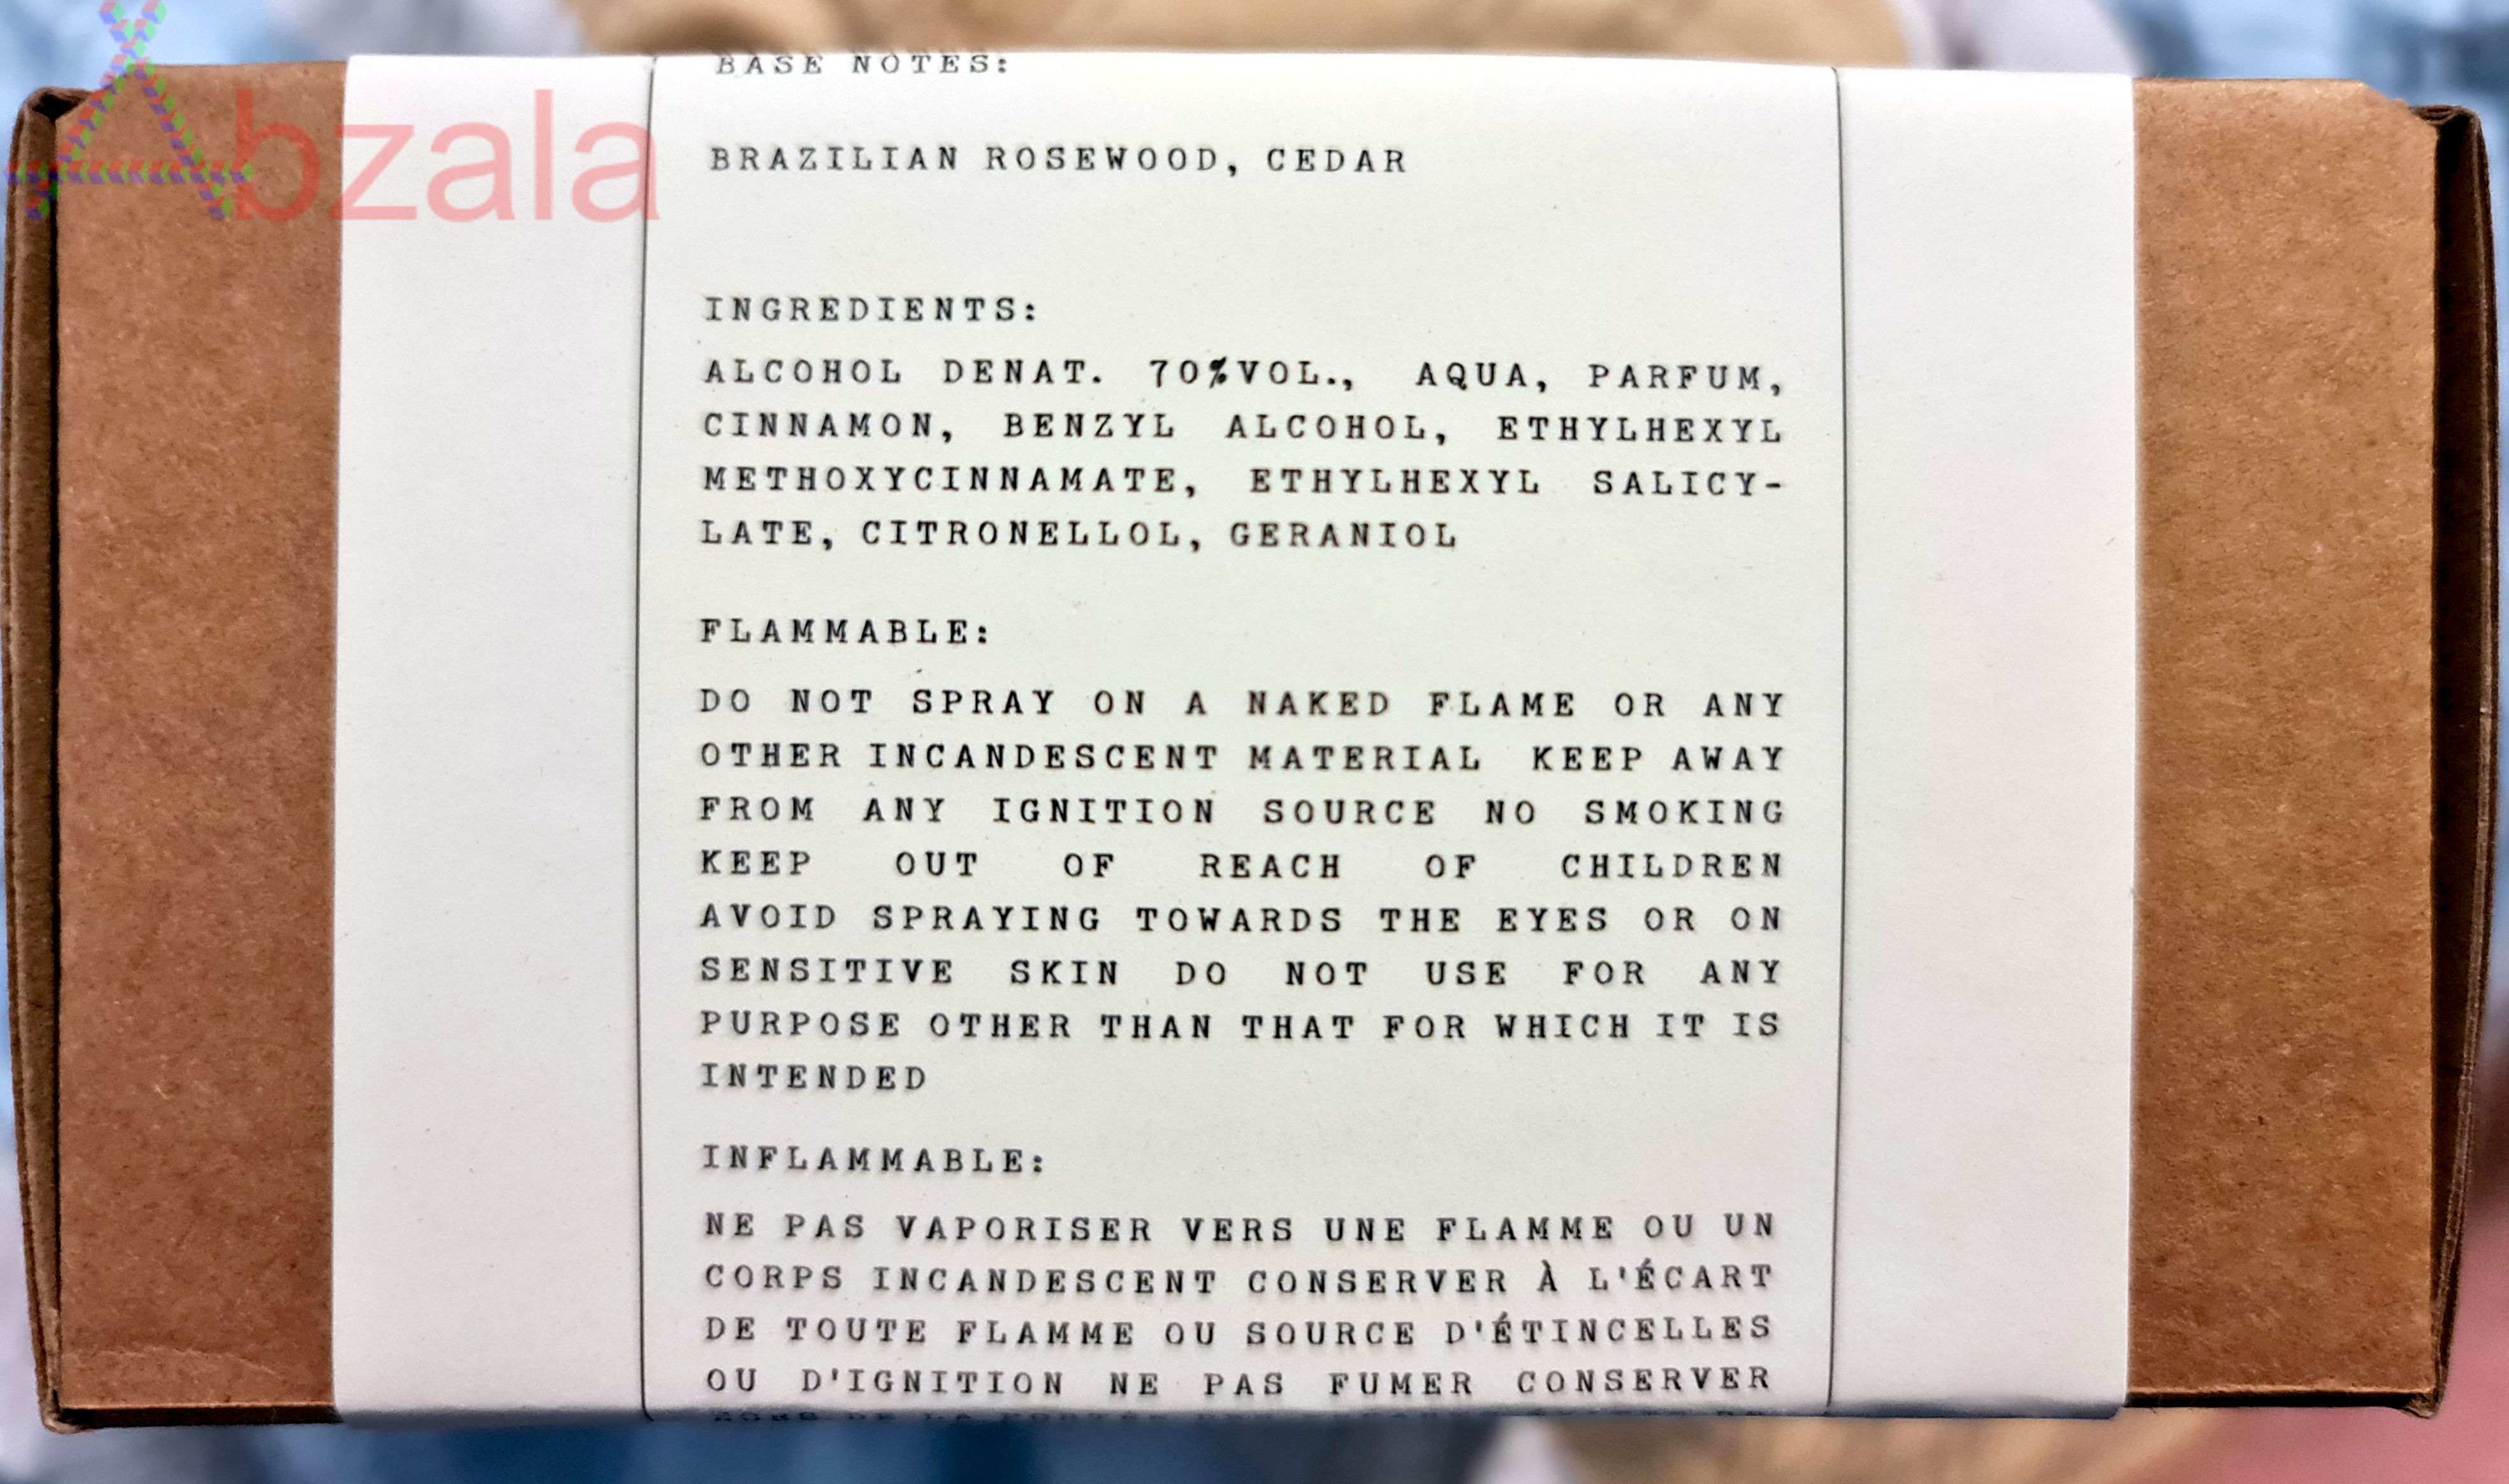 Abzala
BASE NOTES:
BRAZILIAN ROSEWOOD, CEDAR
INGREDIENTS:
ALCOHOL DENAT. 70%VOL., AQUA, PARFUM,
CINNAMON, BENZYL ALCOHOL, ETHYLHEXYL
METHOXYCINNAMATE, ETHYLHEXYL SALICY-
LATE, CITRONELLOL, GERANIOL
FLAMMABLE:
DO NOT SPRAY ON A NAKED FLAME OR ANY
OTHER INCANDESCENT MATERIAL KEEP AWAY
FROM ANY IGNITION SOURCE NO SMOKING
KEEP OUT OF REACH OF CHILDREN
AVOID SPRAYING TOWARDS THE EYES OR ON
SENSITIVE SKIN DO NOT USE FOR ANY
PURPOSE OTHER THAN THAT FOR WHICH IT IS
INTENDED
INFLAMMABLE:
NE PAS VAPORISER VERS UNE FLAMME OU UN
CORPS INCANDESCENT CONSERVER À L'ÉCART
DE TOUTE FLAMME OU SOURCE D'ÉTINCELLES
OU D'IGNITION NE PAS FUMER CONSERVER